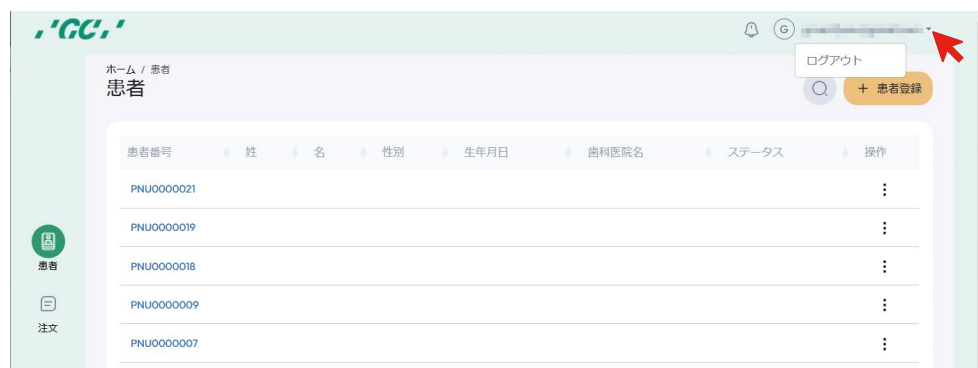 ,'GC,'
G
ログアウト
ホーム / 患者
患者
+ 患者登録
患者番号 姓 名 性別 生年月日 歯科医院名 ステータス 操作
PNU0000021
PNU0000019
PNU0000018
PNU0000009
PNU0000007
患者
注文